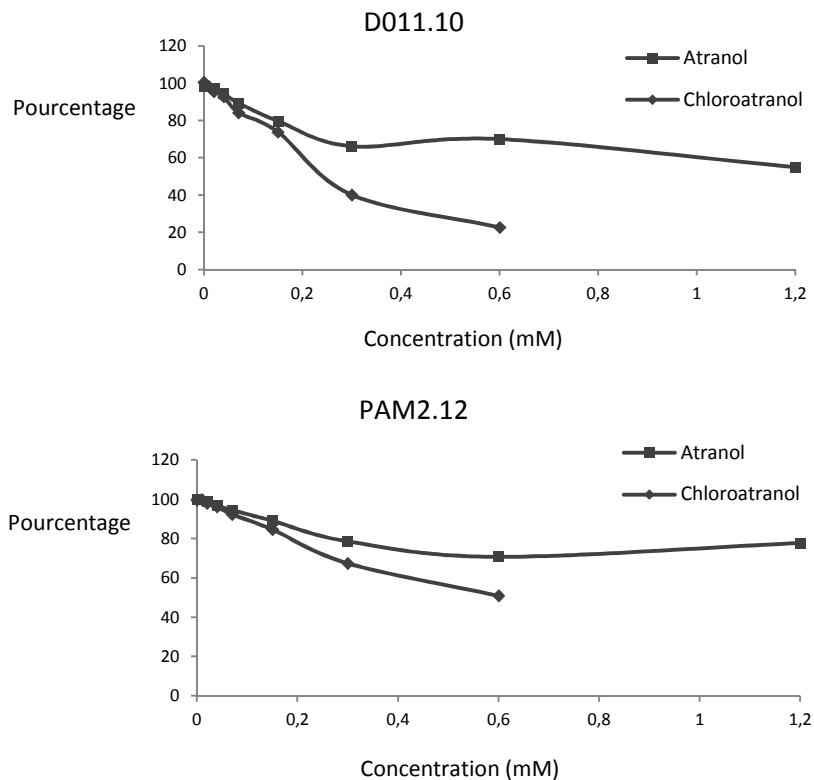 D011.10
120
100
80
60
40
20
0
Pourcentage
Atranol
Chloroatranol
0 0,2 0,4 0,6 0,8 1 1,2
Concentration (mM)
PAM2.12
120
100
80
60
40
20
0
Pourcentage
Atranol
Chloroatranol
0 0,2 0,4 0,6 0,8 1 1,2
Concentration (mM)